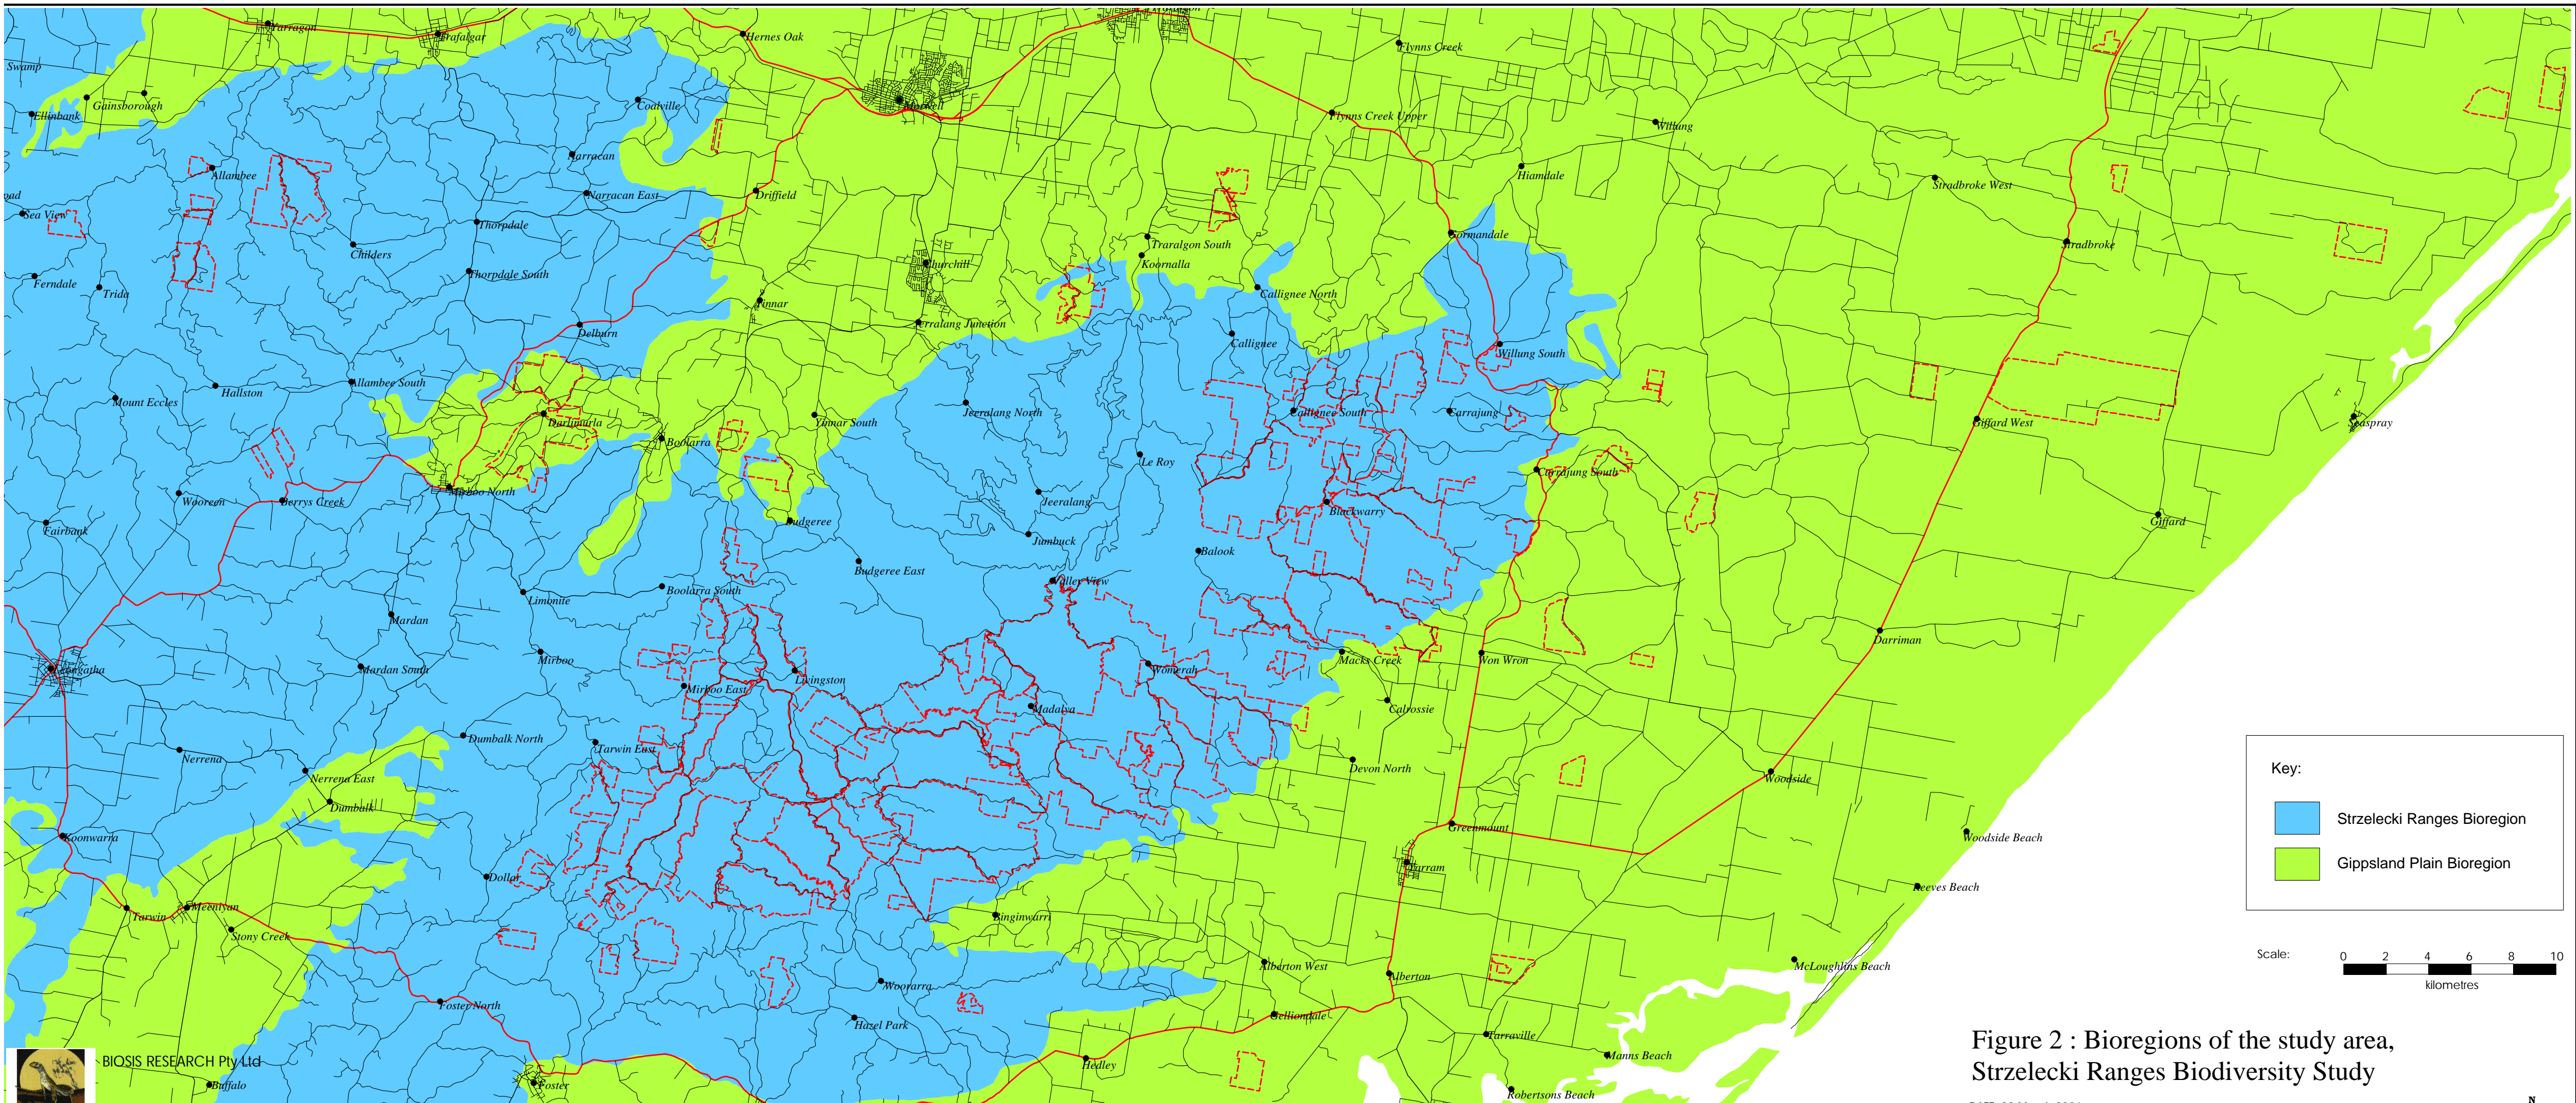 Yarragon
Trafalgar
Hernes Oak
Flynns Creek
Swamp
Gainsborough
Coalville
Morwell
Ellinbank
Flynns Creek Upper
Willung
Narracan
Allambee
Hiamdale
Stradbroke West
Narracan East
Driffield
Sea View
Thorpdale
Gormandale
Traralgon South
Stradbroke
Childers
Koornalla
Churchill
Thorpdale South
Ferndale
Trida
Callignee North
Yinnar
Jerralang Junction
Delburn
Callignee
Willung South
Allambee South
Hallston
Mount Eccles
Jeeralang North
Callignee South
Carrajung
Darlimurla
Yinnar South
Giffard West
Seaspray
Boolarra
Le Roy
Carrajung South
Mirboo North
Wooreen
Berrys Creek
Jeeralang
Blackwarry
Fairbank
Budgeree
Giffard
Jumbuck
Balook
Budgeree East
Valley View
Boolarra South
Limonite
Mardan
Darriman
Mirboo
Macks Creek
Won Wron
Leongatha
Mardan South
Womerah
Livingston
Mirboo East
Madalya
Calrossie
Dumbalk North
Tarwin East
Nerrena
Devon North
Nerrena East
Woodside
Key:
Dumbalk
Strzelecki Ranges Bioregion
Koonwarra
Greenmount
Woodside Beach
Gippsland Plain Bioregion
Yarram
Dollar
Reeves Beach
Tarwin
Meeniyan
Binginwarri
Stony Creek
Scale:
0 2 4 6 8 10
kilometres
Alberton West
Alberton
McLoughlins Beach
Woorarra
Foster North
Gelliondale
Hazel Park
Tarraville
Figure 2 : Bioregions of the study area,
Strzelecki Ranges Biodiversity Study
BIOSIS RESEARCH Pty Ltd
Manns Beach
Hedley
Buffalo
Foster
Robertsons Beach
N